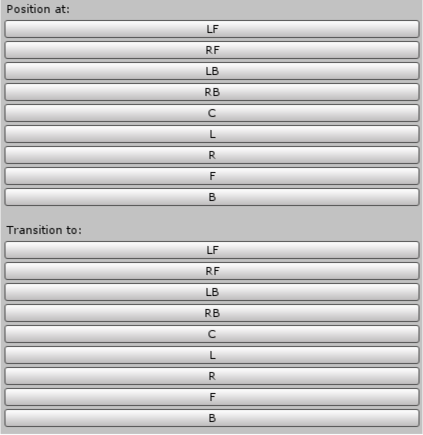 Position at:
LF
RF
LB
RB
C
L
R
F
B
Transition to:
LF
RF
LB
RB
C
L
R
F
B